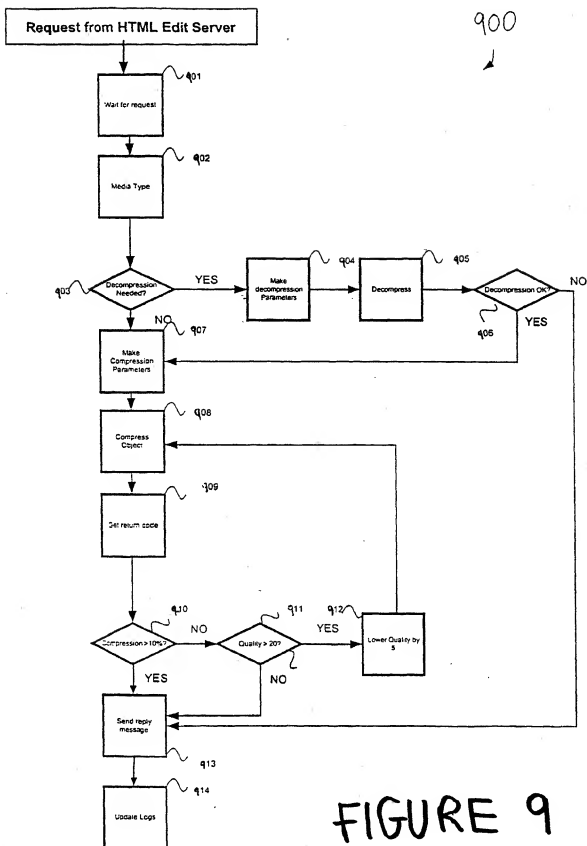 Request from HTML Edit Server
900
901
Wait for request
902
Media Type
903
Decompression
Needed?
YES
NO
904
Make
decompression
Parameters
905
Decompress
906
Decompression OK?
NO
YES
907
Make
Compression
Parameters
908
Compress
Object
909
Get return code
910
Compression >10%?
NO
YES
911
Quality > 20?
YES
NO
912
Lower Quality by
5
Send reply
message
913
914
Update Logs
FIGURE 9